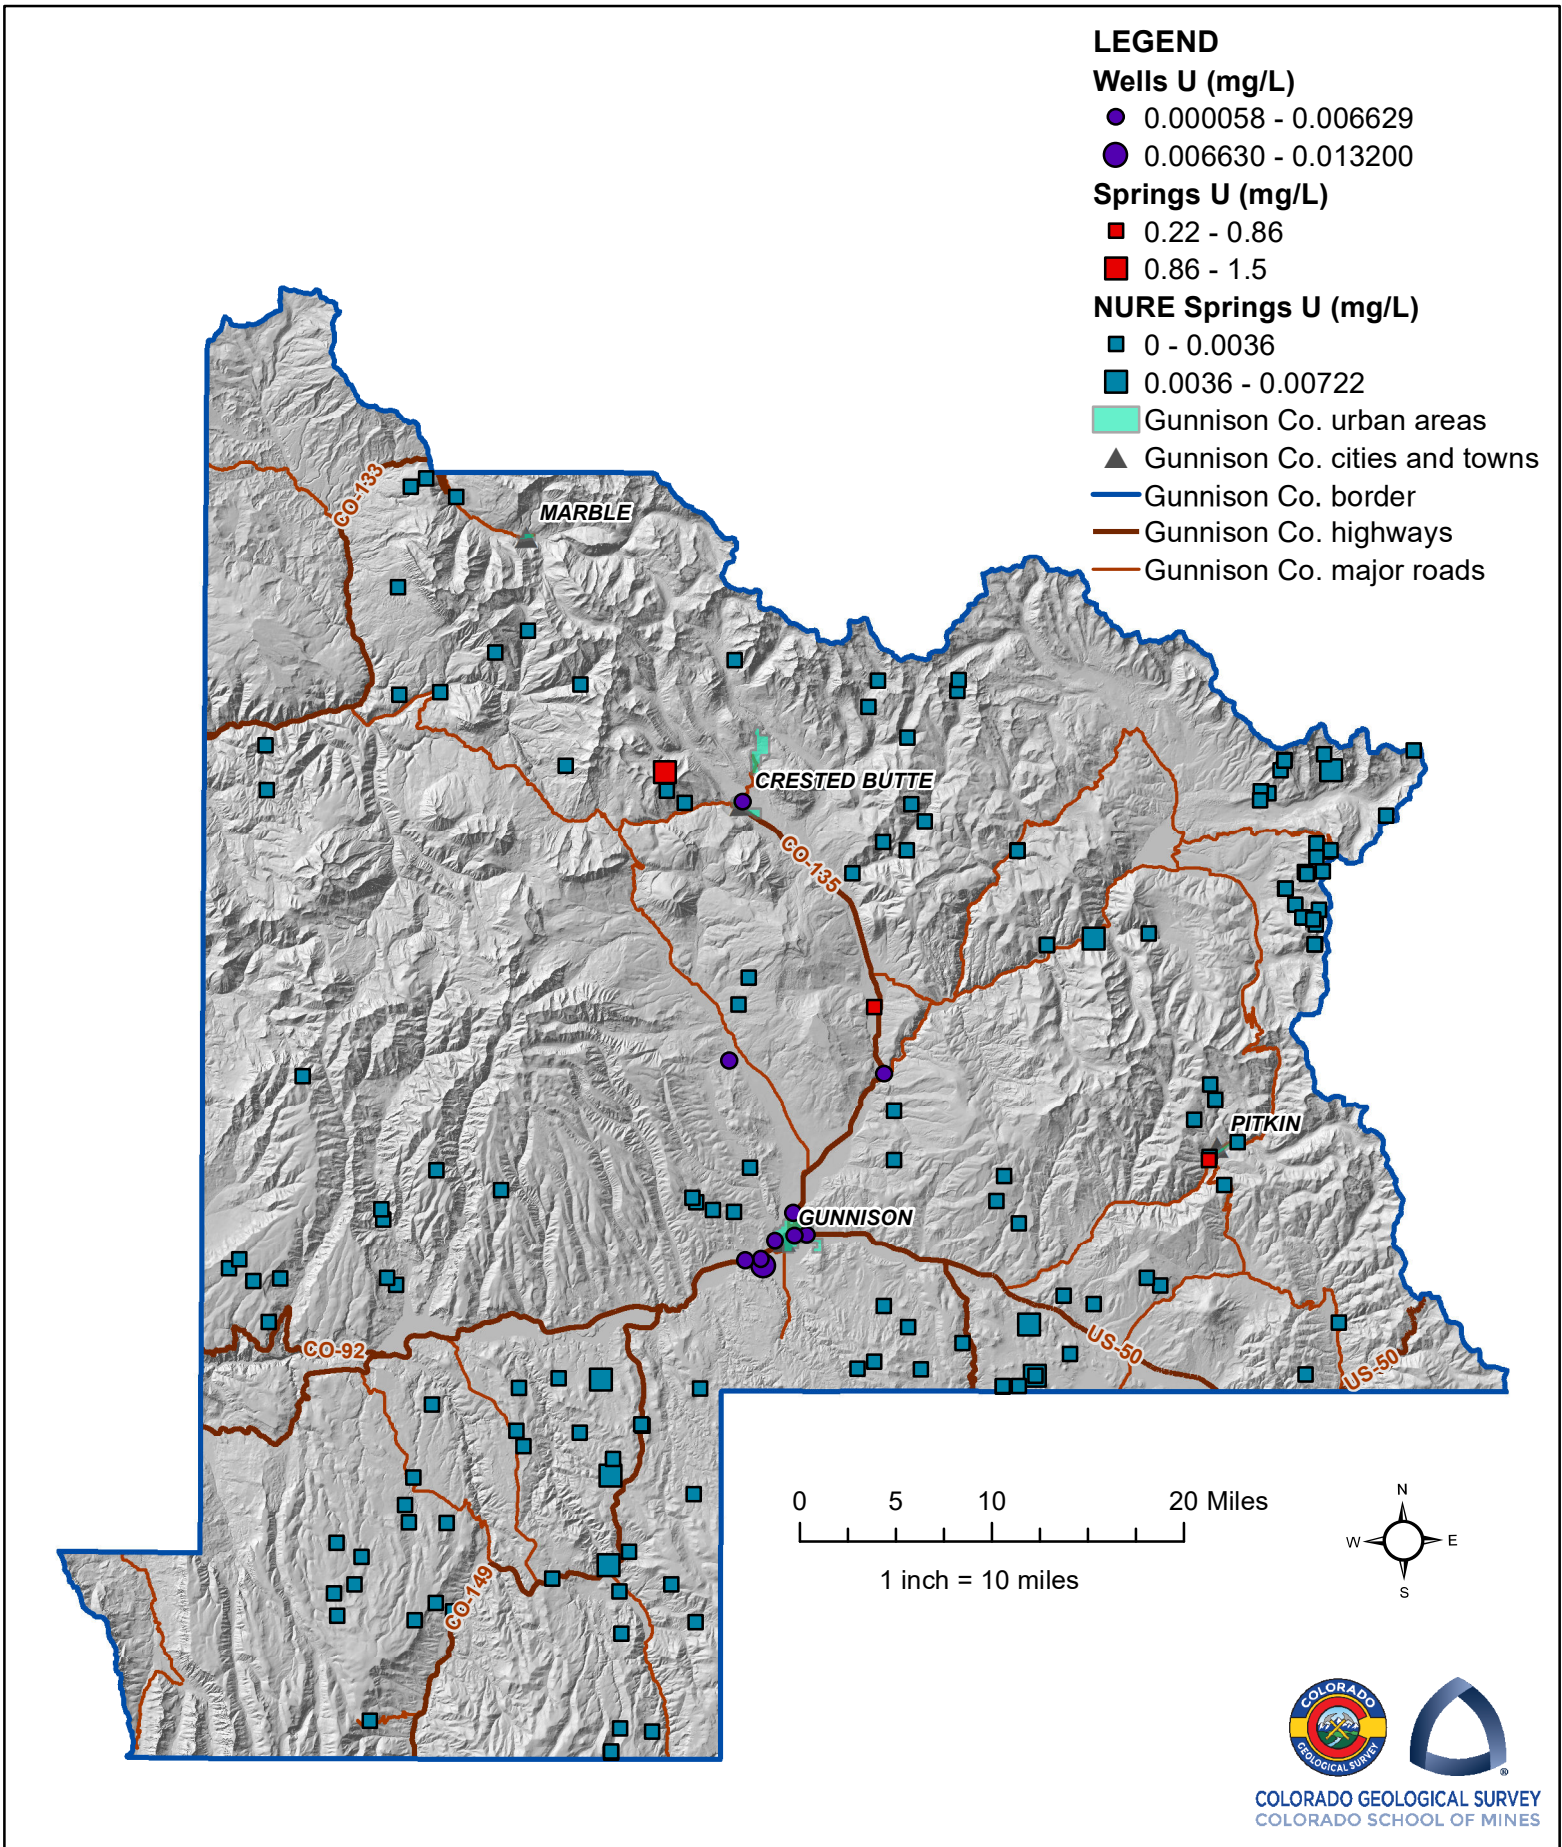 LEGEND
Wells U (mg/L)
0.000058 - 0.006629
0.006630 - 0.013200
Springs U (mg/L)
0.22 - 0.86
0.86 - 1.5
NURE Springs U (mg/L)
0 - 0.0036
0.0036 - 0.00722
Gunnison Co. urban areas
Gunnison Co. cities and towns
Gunnison Co. border
Gunnison Co. highways
Gunnison Co. major roads
CO-133
MARBLE
CRESTED BUTTE
CO-135
PITKIN
GUNNISON
CO-92
US-50
US-50
CO-149
0 5 10 20 Miles
1 inch = 10 miles
N
W E
S
COLORADO
GEOLOGICAL SURVEY
®
COLORADO GEOLOGICAL SURVEY
COLORADO SCHOOL OF MINES